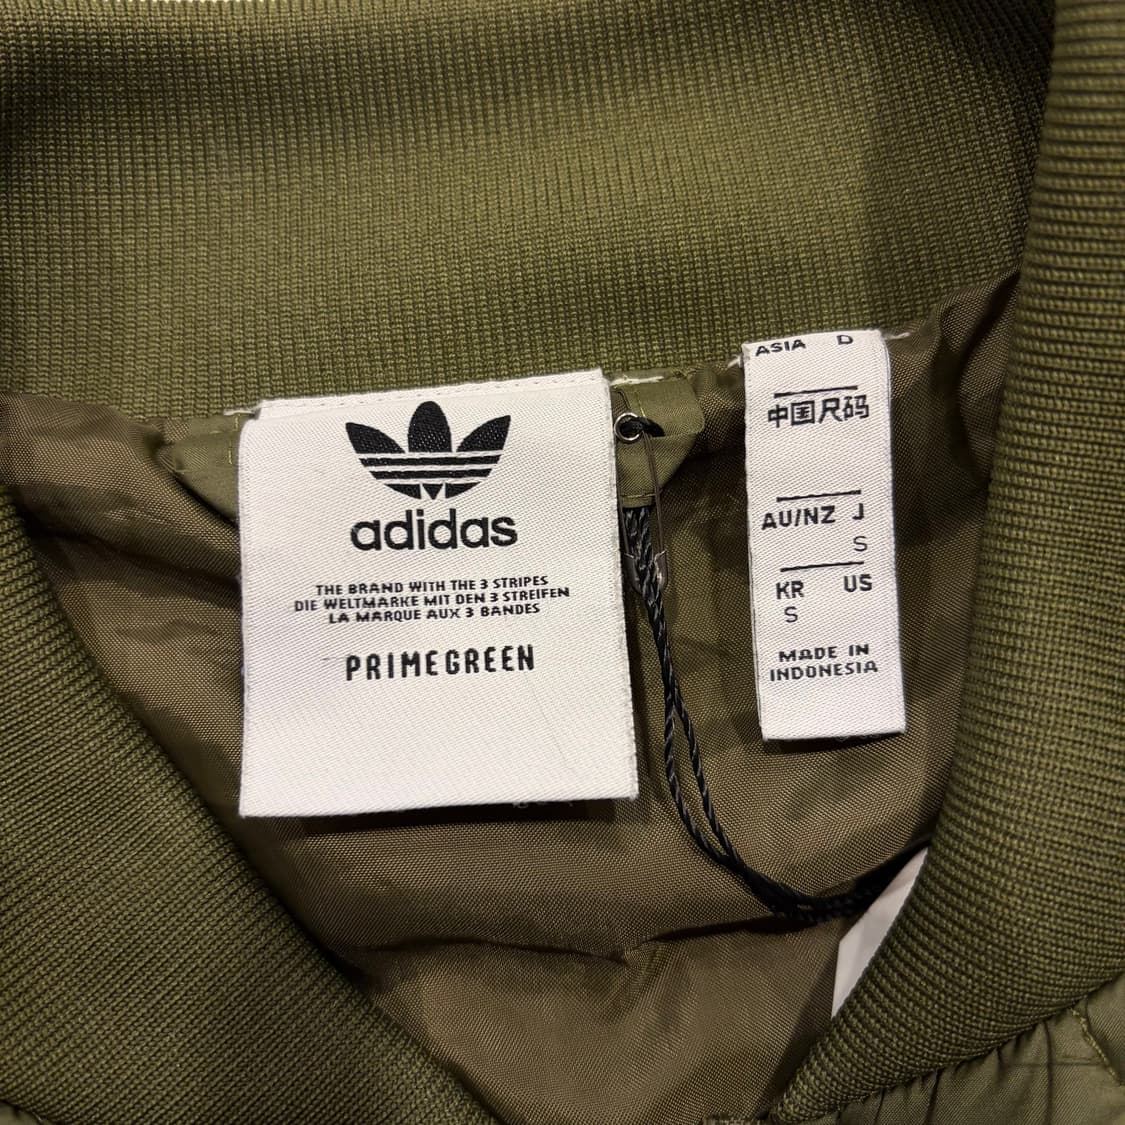 adidas
THE BRAND WITH THE 3 STRIPES
DIE WELTMARKE MIT DEN 3 STREIFEN
LA MARQUE AUX 3 BANDES
PRIMEGREEN
ASIA D
中国尺码
AU/NZ J
S
KR US
S
MADE IN
INDONESIA